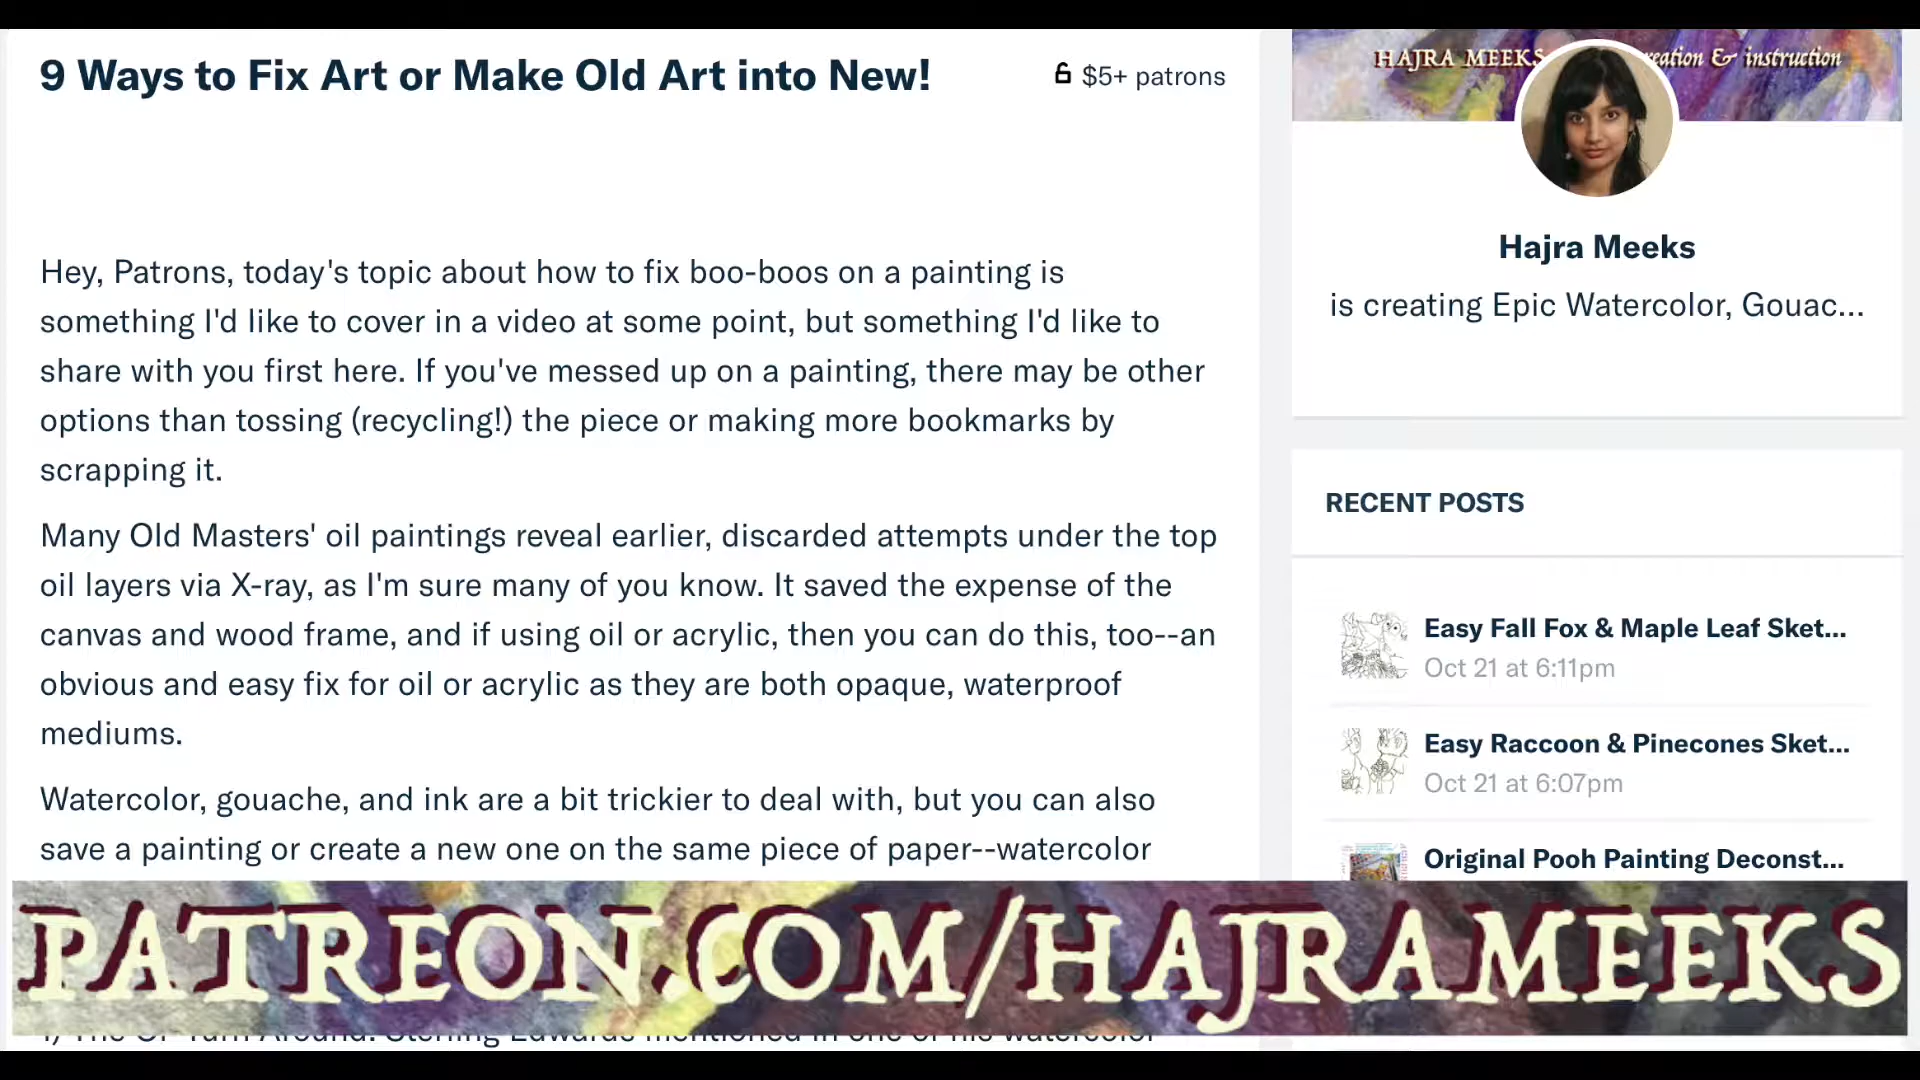 9 Ways to Fix Art or Make Old Art into New!
$5+ patrons
Hey, Patrons, today's topic about how to fix boo-boos on a painting is
something I'd like to cover in a video at some point, but something I'd like to
share with you first here. If you've messed up on a painting, there may be other
options than tossing (recycling!) the piece or making more bookmarks by
scrapping it.
Many Old Masters' oil paintings reveal earlier, discarded attempts under the top
oil layers via X-ray, as I'm sure many of you know. It saved the expense of the
canvas and wood frame, and if using oil or acrylic, then you can do this, too--an
obvious and easy fix for oil or acrylic as they are both opaque, waterproof
mediums.
Watercolor, gouache, and ink are a bit trickier to deal with, but you can also
save a painting or create a new one on the same piece of paper--watercolor
Sterling Edwards mentioned in one of his watercolor
HAJRA MEEKS & instruction
Hajra Meeks
is creating Epic Watercolor, Gouac...
RECENT POSTS
Easy Fall Fox & Maple Leaf Sket...
Oct 21 at 6:11pm
Easy Raccoon & Pinecones Sket...
Oct 21 at 6:07pm
Original Pooh Painting Deconst...
PATREON.COM/HAJRAMEEKS